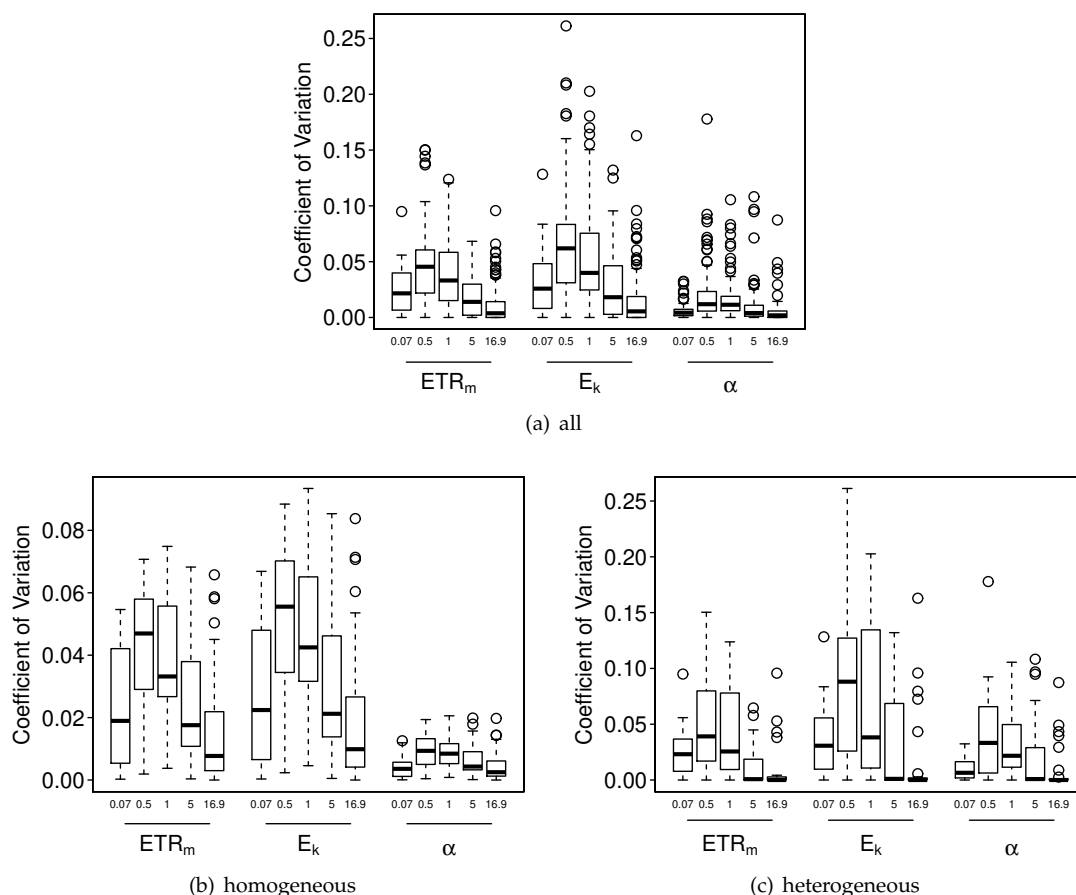 Coefficient of Variation
0.25
0.20
0.15
0.10
0.05
0.00
0.07 0.5 1 5 16.9 0.07 0.5 1 5 16.9 0.07 0.5 1 5 16.9
ETRm Ek α
(a) all
Coefficient of Variation
0.08
0.06
0.04
0.02
0.00
0.07 0.5 1 5 16.9 0.07 0.5 1 5 16.9 0.07 0.5 1 5 16.9
ETRm Ek α
(b) homogeneous
Coefficient of Variation
0.25
0.20
0.15
0.10
0.05
0.00
0.07 0.5 1 5 16.9 0.07 0.5 1 5 16.9 0.07 0.5 1 5 16.9
ETRm Ek α
(c) heterogeneous